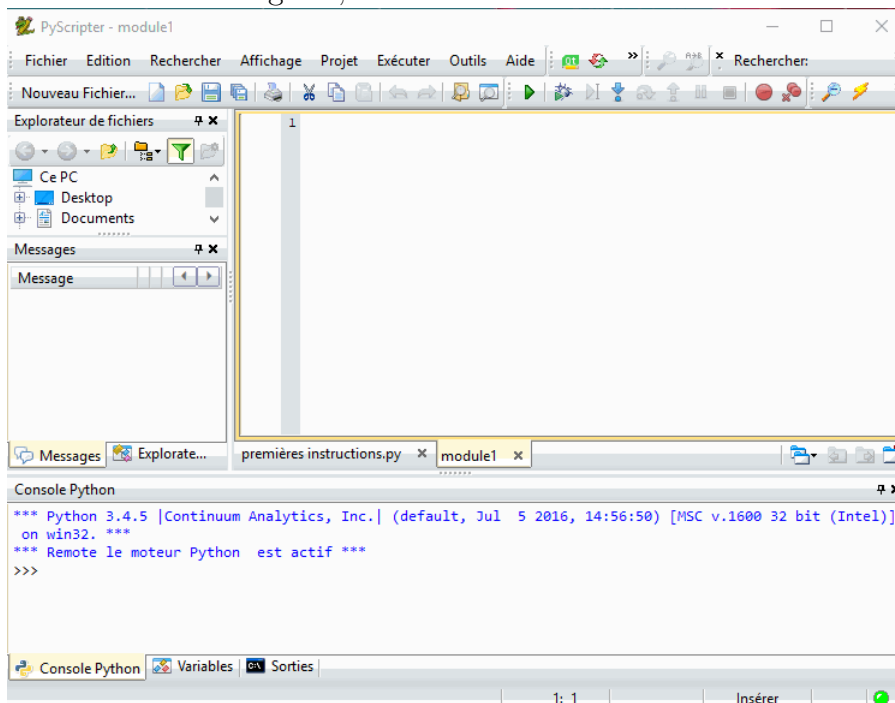 PyScripter - module1
Fichier Edition Rechercher Affichage Projet Exécuter Outils Aide Rechercher:
Nouveau Fichier...
Explorateur de fichiers
1
Ce PC
Desktop
Documents
Messages
Message
Messages Explorate... premières instructions.py module1
Console Python
*** Python 3.4.5 |Continuum Analytics, Inc.| (default, Jul 5 2016, 14:56:50) [MSC v.1600 32 bit (Intel)]
on win32. ***
*** Remote le moteur Python est actif ***
>>>
Console Python Variables Sorties
1: 1 Insérer